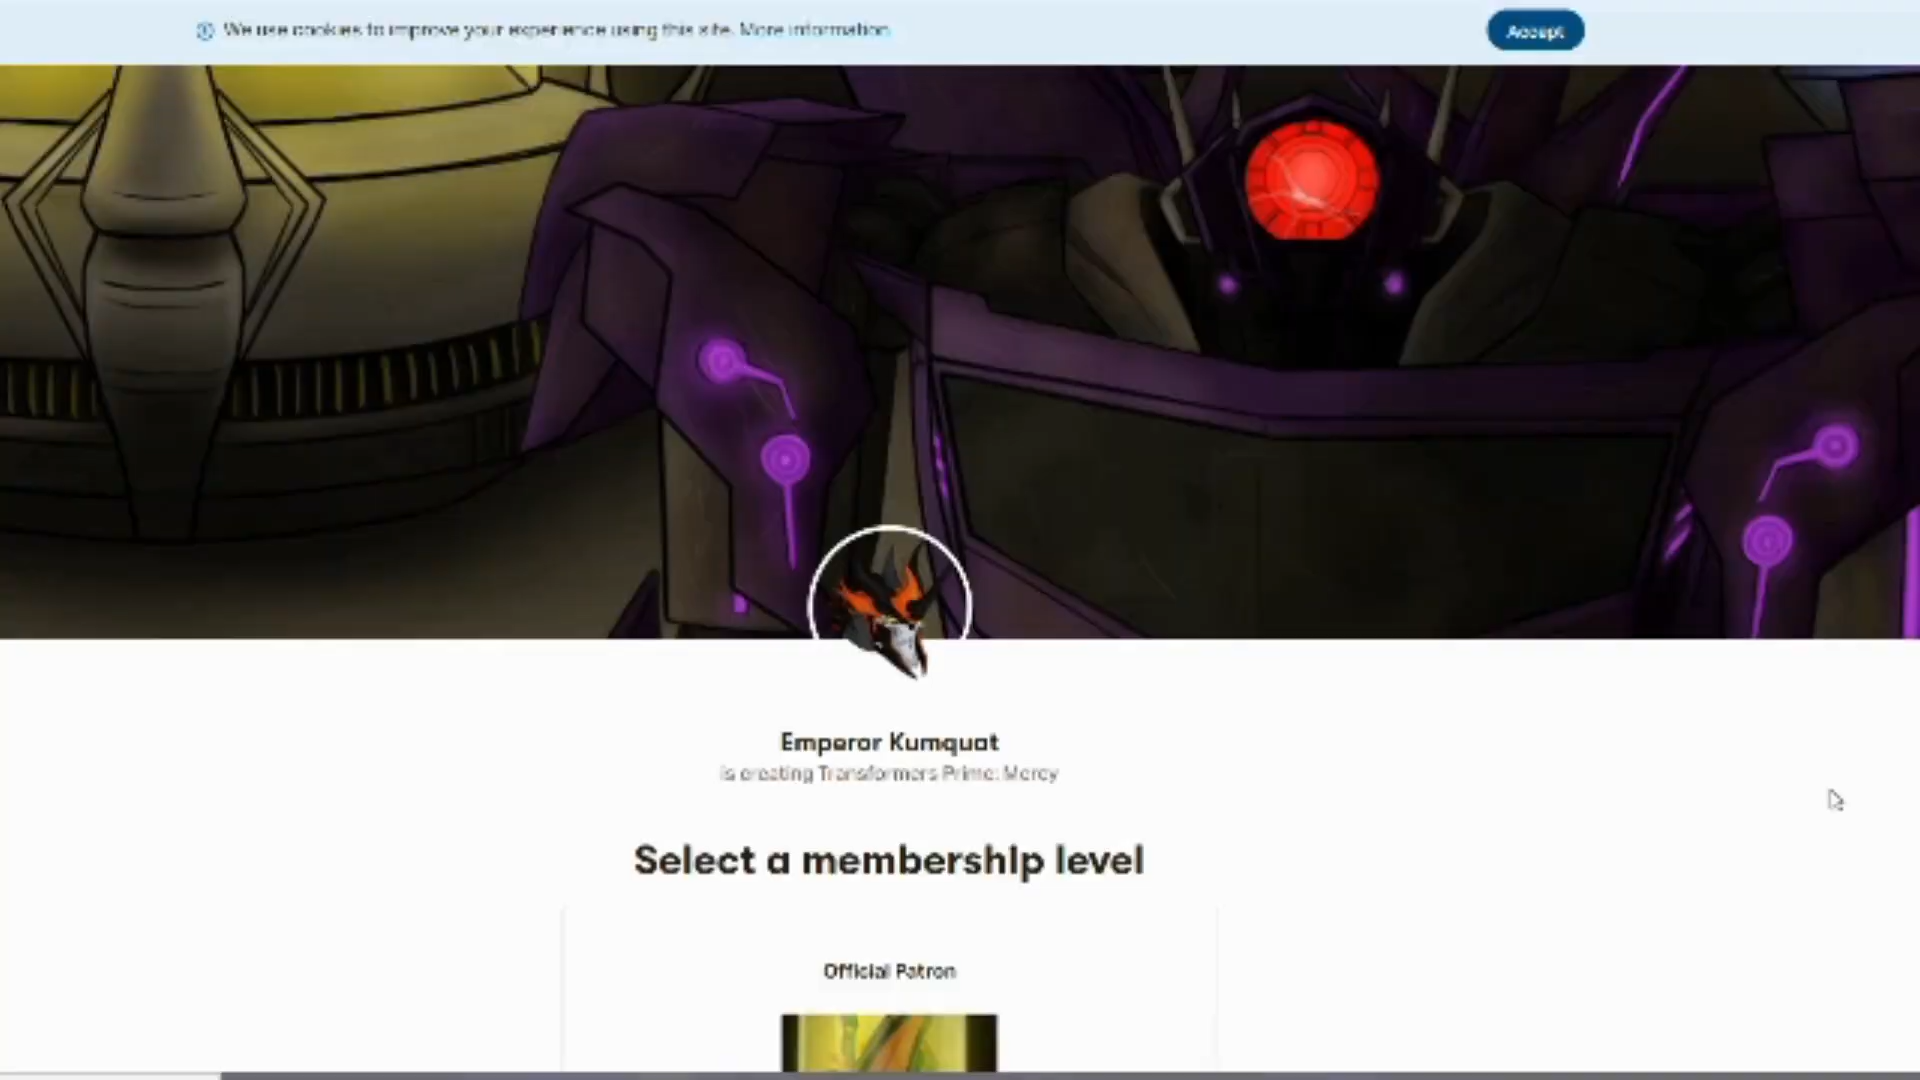 We use cookies to improve your experience using this site. More information
Accept
Emperor Kumquat
is creating Transformers Prime: Mercy
Select a membership level
Official Patron